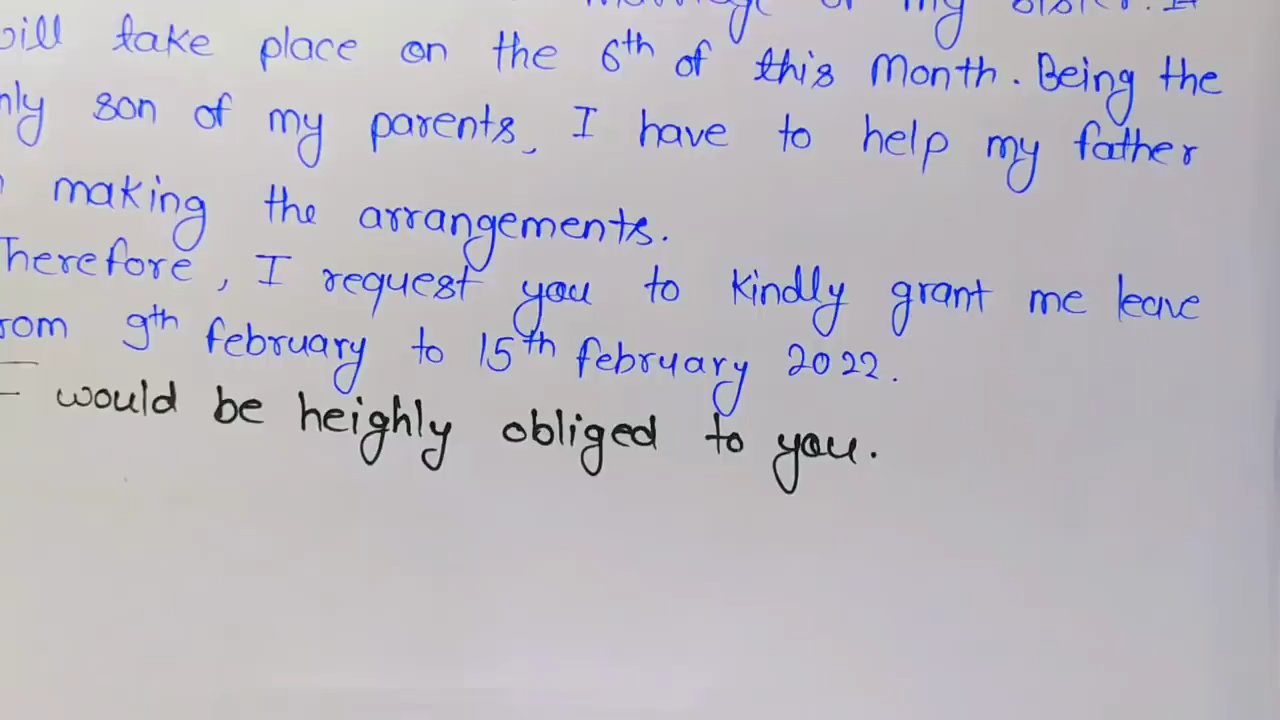 my
will take place on the 6th of this Month. Being the
only son of my parents, I have to help my father
making the arrangements.
Therefore, I request you to kindly grant me leave
from 9th february to 15th february 2022.
I would be heighly obliged to you.